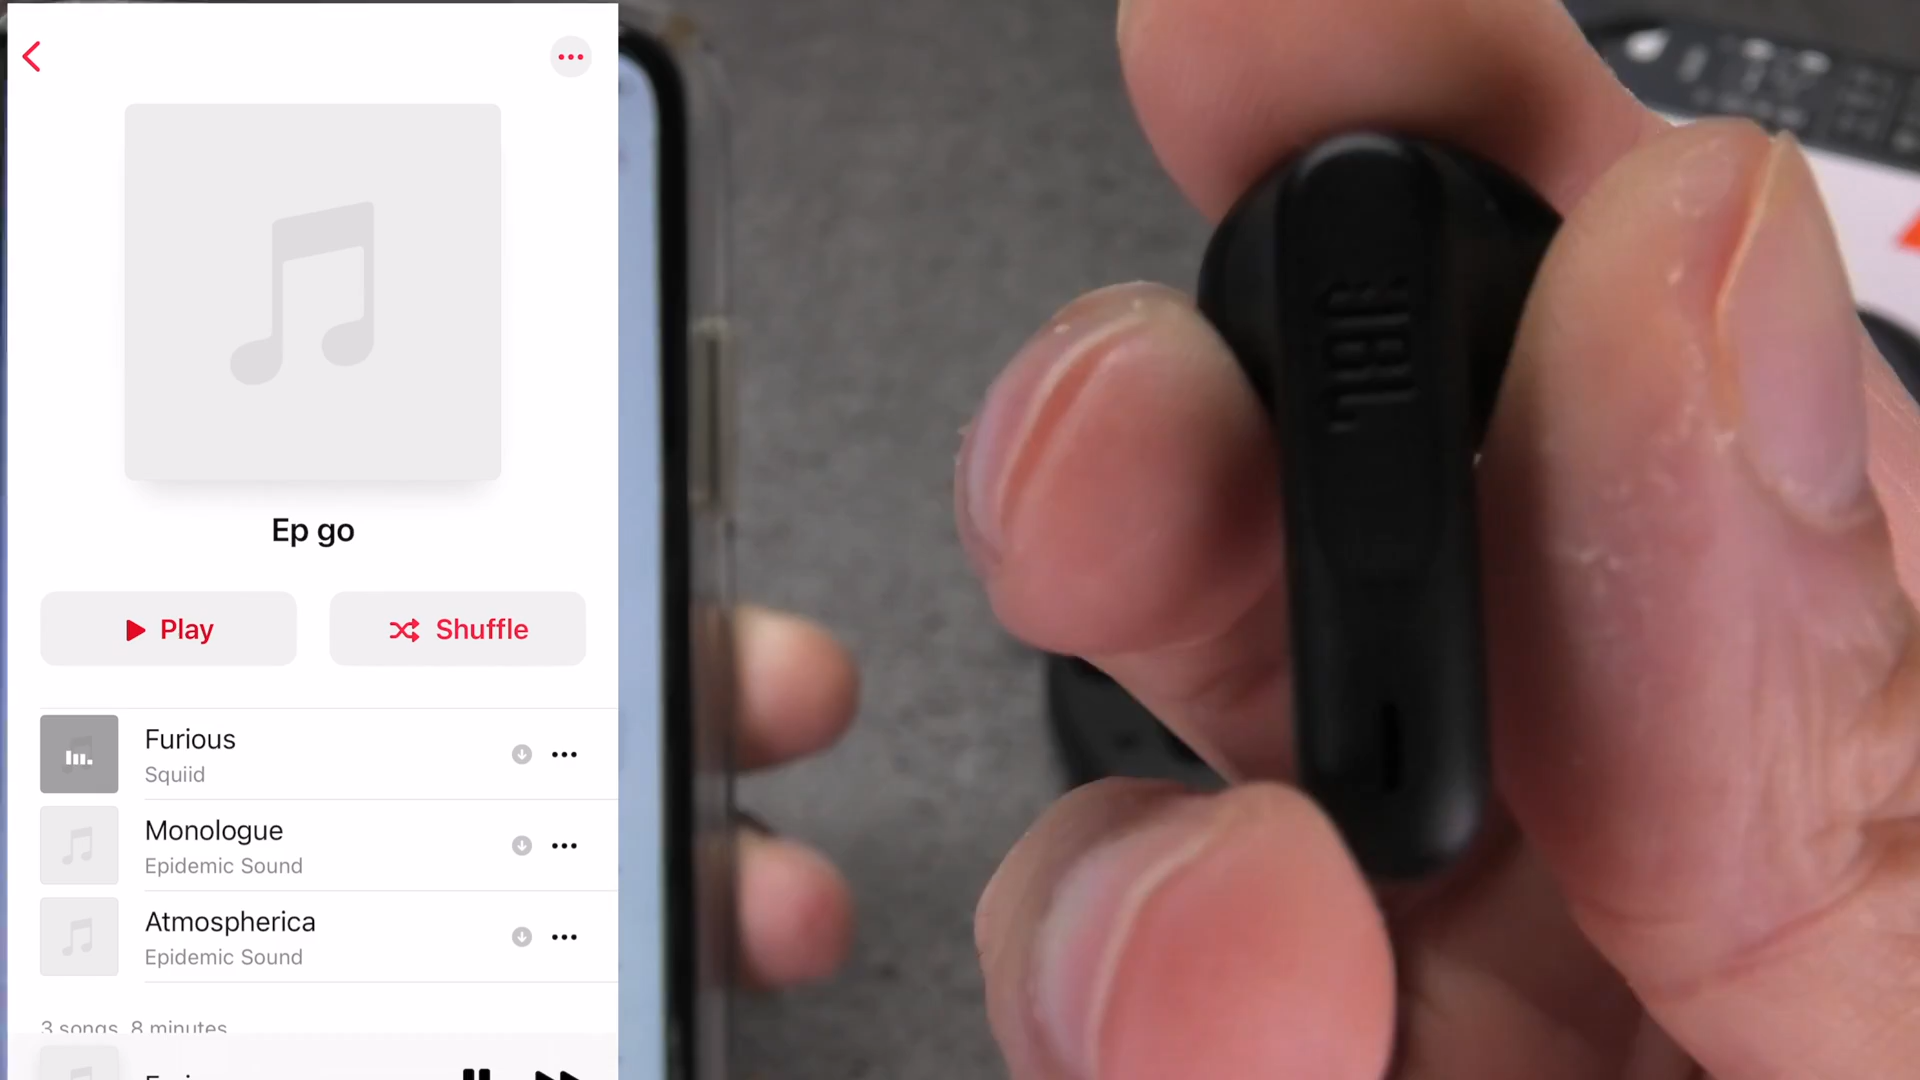 Ep go
Play
Shuffle
Furious
Squiid
Monologue
Epidemic Sound
Atmospherica
Epidemic Sound
3 songs, 8 minutes
JBL